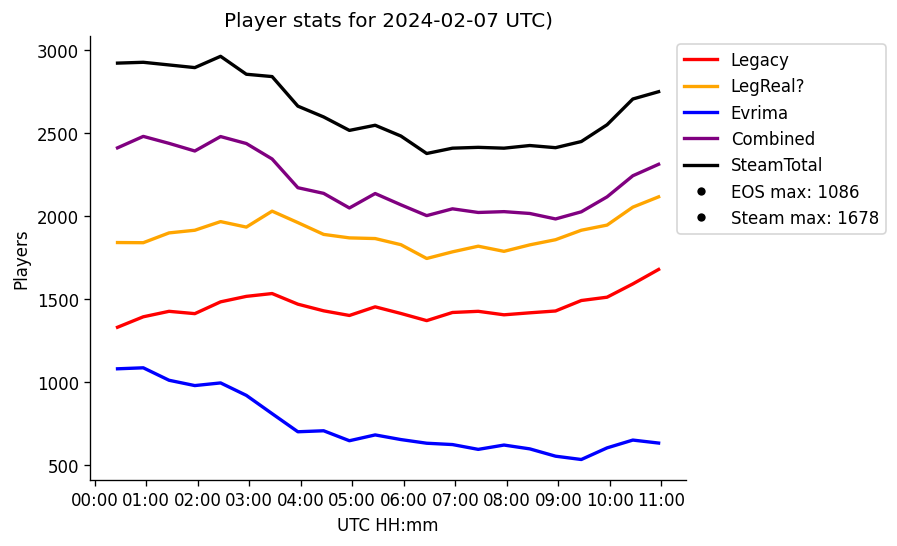 Player stats for 2024-02-07 UTC)
3000
2500
2000
1500
1000
500
Players
00:00 01:00 02:00 03:00 04:00 05:00 06:00 07:00 08:00 09:00 10:00 11:00
UTC HH:mm
Legacy
LegReal?
Evrima
Combined
SteamTotal
EOS max: 1086
Steam max: 1678